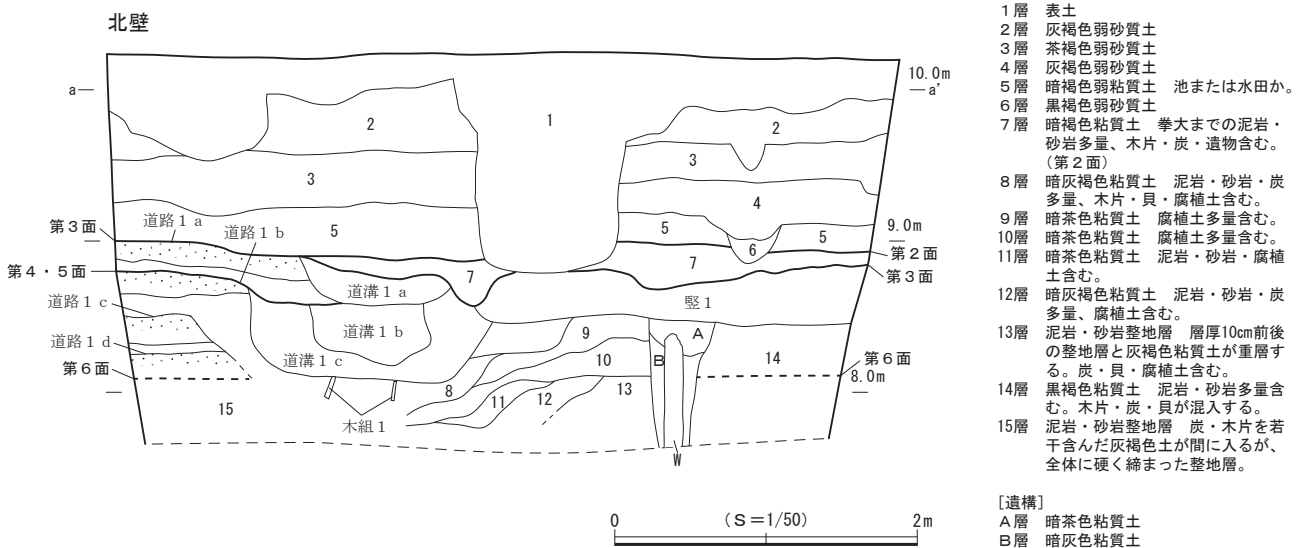 北壁
a
10.0m
a’
2
1
2
3
3
4
第３面
道路１ａ
道路１ｂ
5
5
6
5
9.0m
第２面
第４・５面
7
7
第３面
道溝１ａ
竪１
道路１ｃ
道溝１ｂ
道路１ｄ
道溝１ｃ
9
A
B
10
14
第６面
第６面
8
13
8.0m
15
11
12
木組１
W
0
(Ｓ＝1/50)
2m
１層　表土
２層　灰褐色弱砂質土
３層　茶褐色弱砂質土
４層　灰褐色弱砂質土
５層　暗褐色弱粘質土　池または水田か。
６層　黒褐色弱砂質土
７層　暗褐色粘質土　拳大までの泥岩・
砂岩多量、木片・炭・遺物含む。
（第２面）
８層　暗灰褐色粘質土　泥岩・砂岩・炭
多量、木片・貝・腐植土含む。
９層　暗茶色粘質土　腐植土多量含む。
10層　暗茶色粘質土　腐植土多量含む。
11層　暗茶色粘質土　泥岩・砂岩・腐植
土含む。
12層　暗灰褐色粘質土　泥岩・砂岩・炭
多量、腐植土含む。
13層　泥岩・砂岩整地層　層厚10cm前後
の整地層と灰褐色粘質土が重層す
る。炭・貝・腐植土含む。
14層　黒褐色粘質土　泥岩・砂岩多量含
む。木片・炭・貝が混入する。
15層　泥岩・砂岩整地層　炭・木片を若
干含んだ灰褐色土が間に入るが、
全体に硬く締まった整地層。
［遺構］
Ａ層　暗茶色粘質土
Ｂ層　暗灰色粘質土